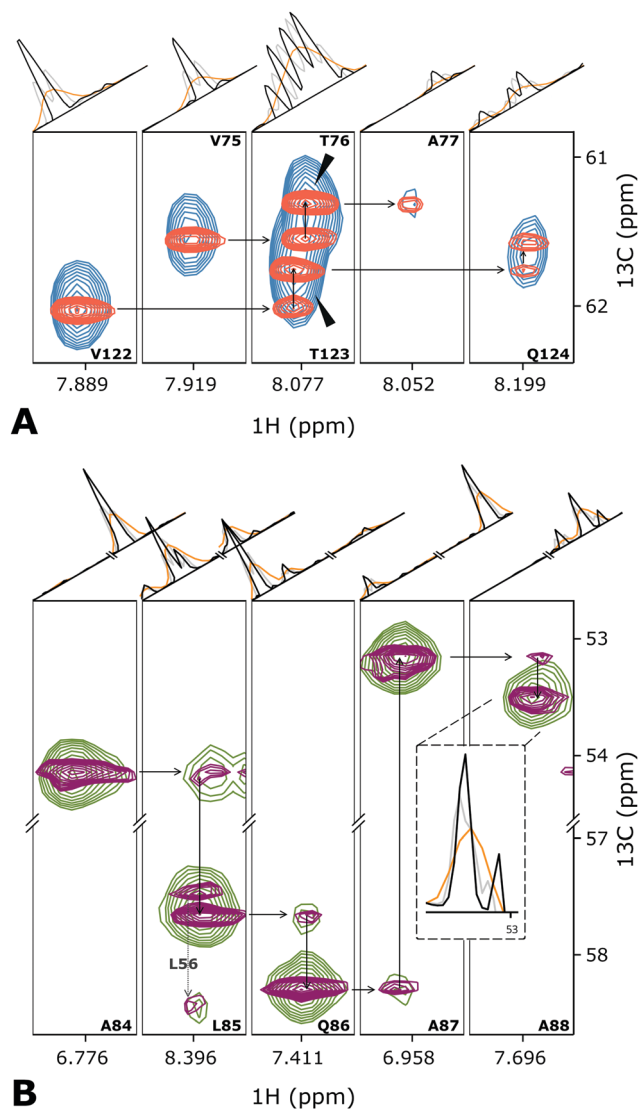 V75 T76 A77
61
13C (ppm)
62
V122 T123 Q124
7.889 7.919 8.077 8.052 8.199
A
1H (ppm)
53
54
13C (ppm)
57
53
58
L56
A84 L85 Q86 A87 A88
6.776 8.396 7.411 6.958 7.696
B
1H (ppm)